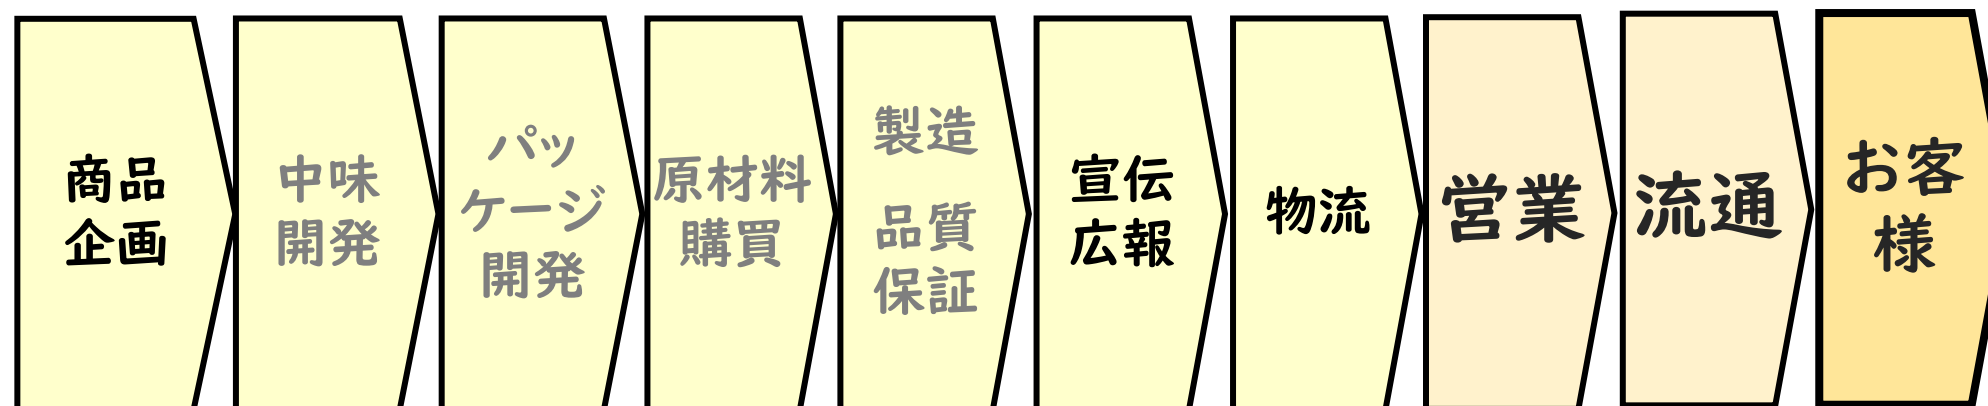 商品
企画
中味
開発
パッ
ケージ
開発
原材料
購買
製造
品質
保証
宣伝
広報
物流
営業
流通
お客
様